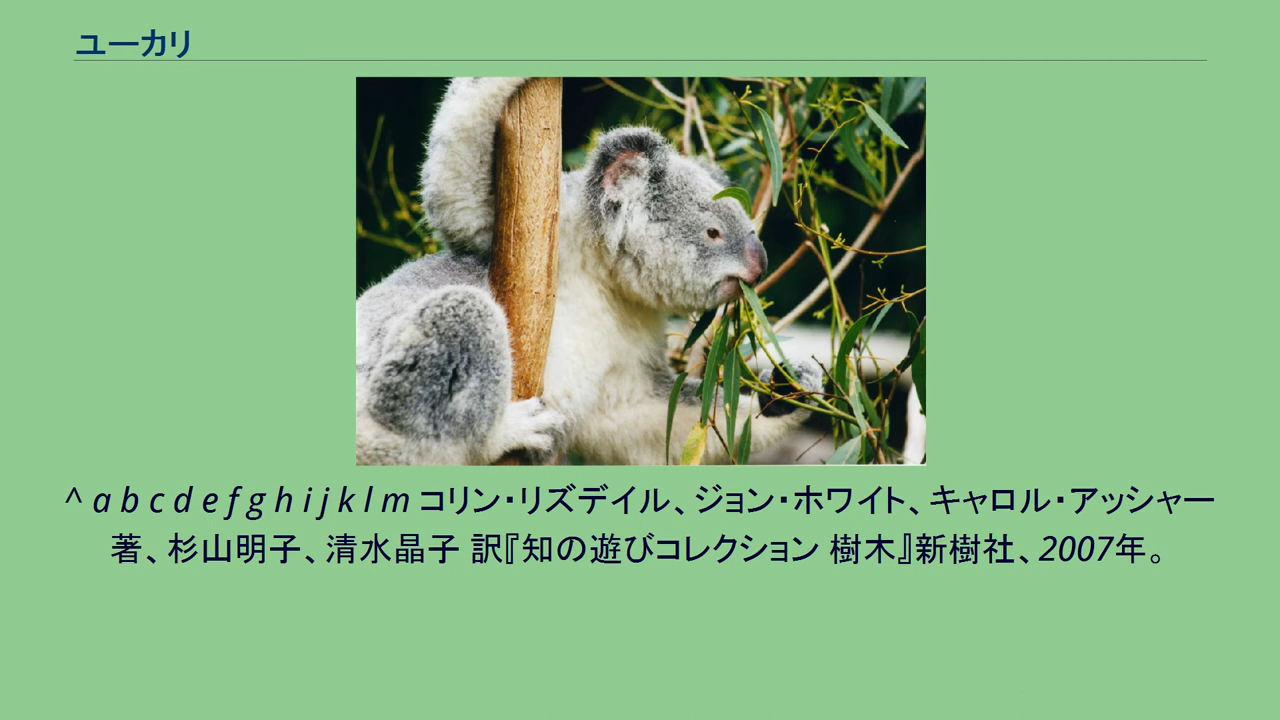 ユーカリ
^ a b c d e f g h i j k l m コリン・リズデイル、ジョン・ホワイト、キャロル・アッシャー
著、杉山明子、清水晶子 訳『知の遊びコレクション 樹木』新樹社、2007年。